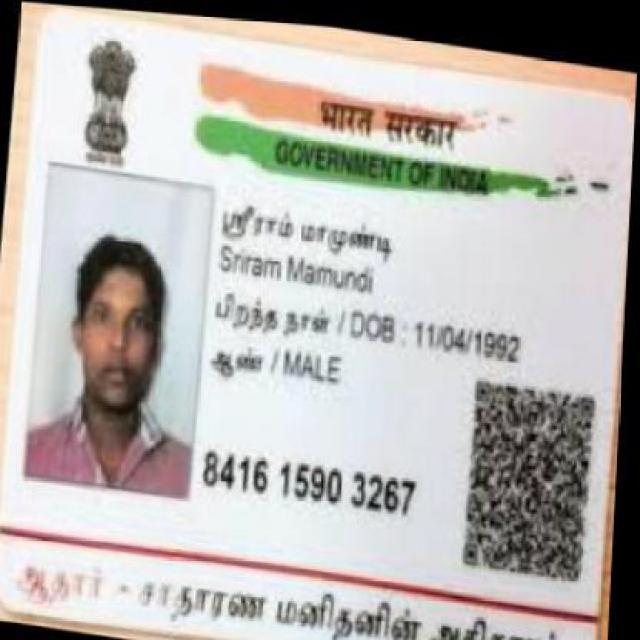 भारत सरकार
GOVERNMENT OF INDIA
ஸ்ரீராம் மாமுண்டி
Sriram Mamundi
பிறந்த நாள் / DOB : 11/04/1992
ஆண் / MALE
8416 1590 3267
ஆதார் - சாதாரண மனிதனின்